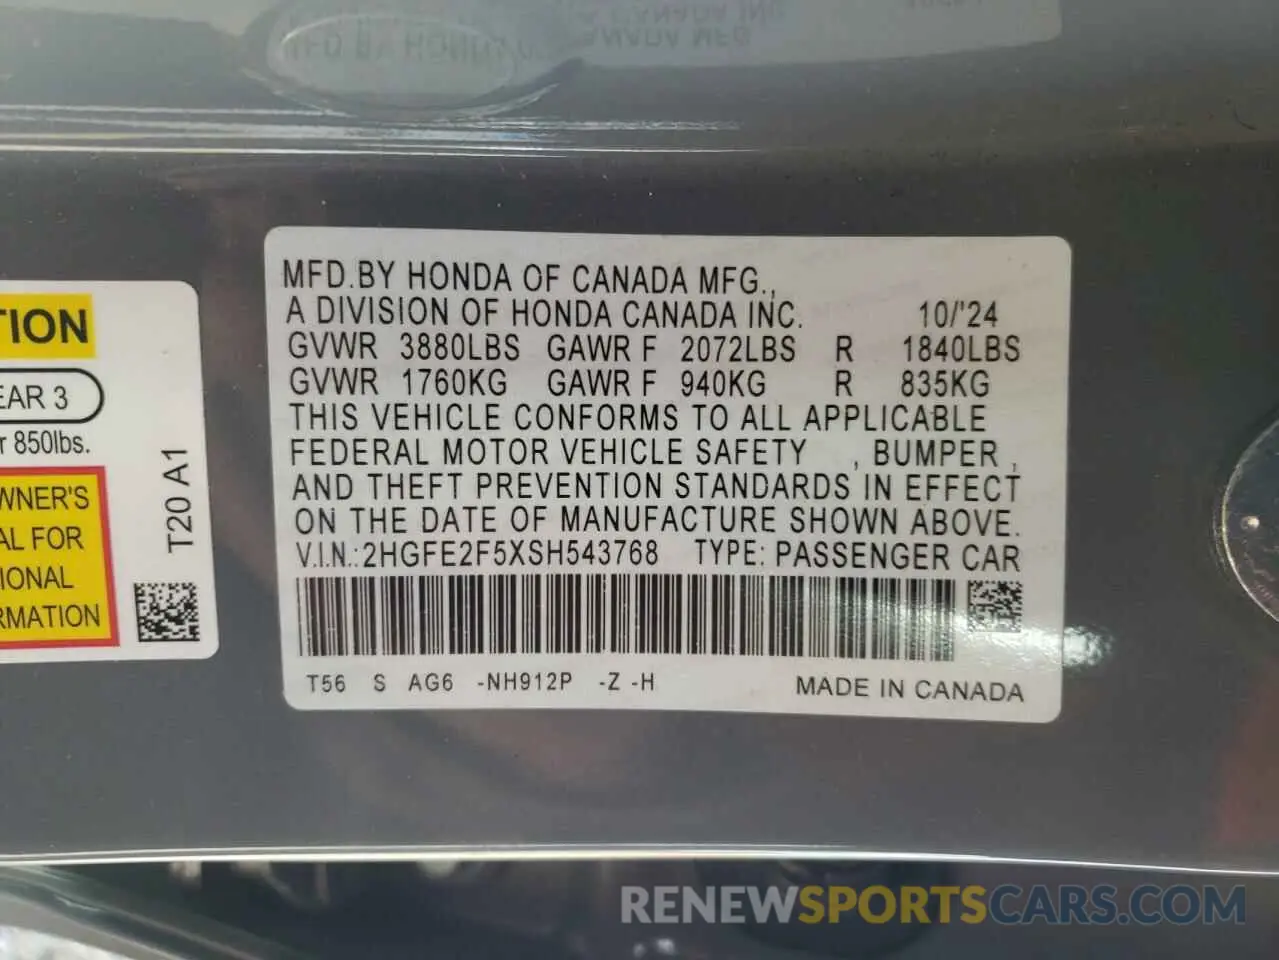 MFD.BY HONDA OF CANADA MFG.,
A DIVISION OF HONDA CANADA INC. 10/'24
GVWR 3880LBS GAWR F 2072LBS R 1840LBS
GVWR 1760KG GAWR F 940KG R 835KG
THIS VEHICLE CONFORMS TO ALL APPLICABLE
FEDERAL MOTOR VEHICLE SAFETY , BUMPER ,
AND THEFT PREVENTION STANDARDS IN EFFECT
ON THE DATE OF MANUFACTURE SHOWN ABOVE.
V.I.N.:2HGFE2F5XSH543768 TYPE: PASSENGER CAR
T56 S AG6 -NH912P -Z -H MADE IN CANADA
TION
EAR 3
r 850lbs.
WNER'S
AL FOR
IONAL
RMATION
T20 A1
RENEWSPORTSCARS.COM